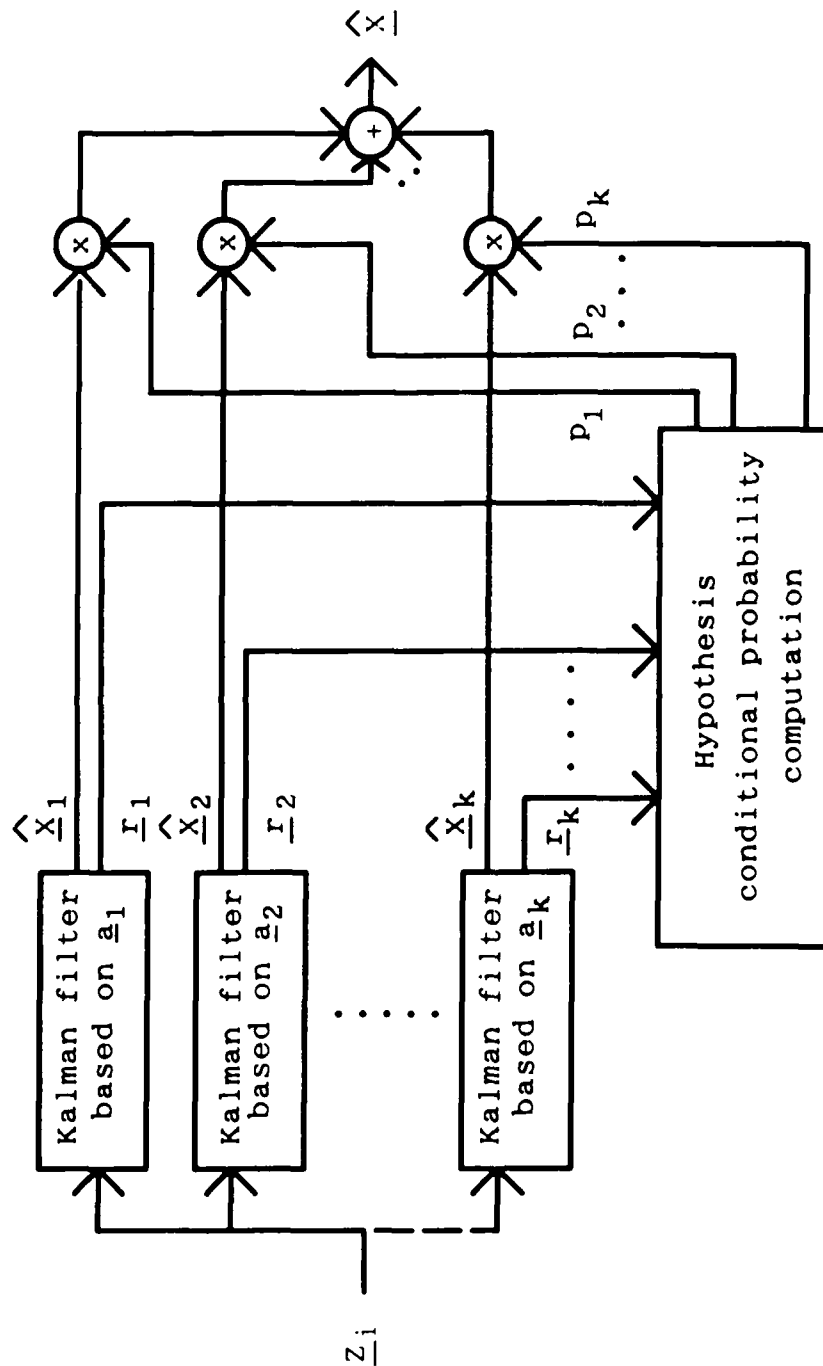 z_i
Kalman filter
based on a_1
Kalman filter
based on a_2
. . . . .
Kalman filter
based on a_k
x̂_1
r_1
x̂_2
r_2
x̂_k
r_k
. . . .
Hypothesis
conditional probability
computation
p_1
p_2
. . .
p_k
x
x
x
+
. .
x̂